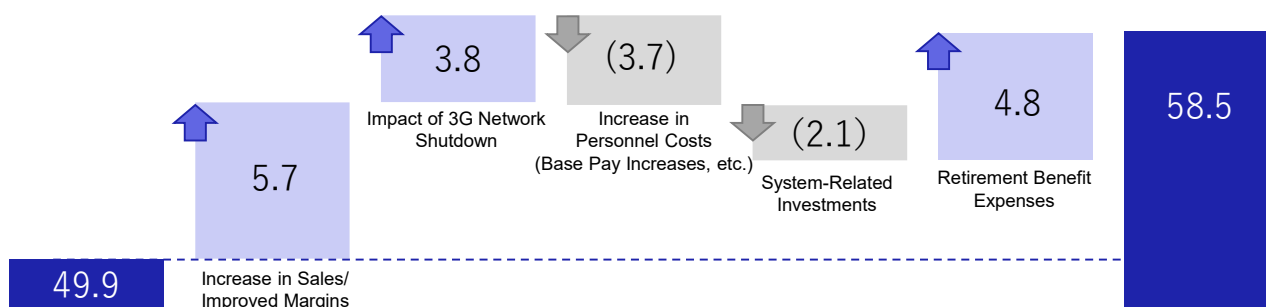 49.9
5.7
Increase in Sales/
Improved Margins
3.8
Impact of 3G Network
Shutdown
(3.7)
Increase in
Personnel Costs
(Base Pay Increases, etc.)
(2.1)
System-Related
Investments
4.8
Retirement Benefit
Expenses
58.5